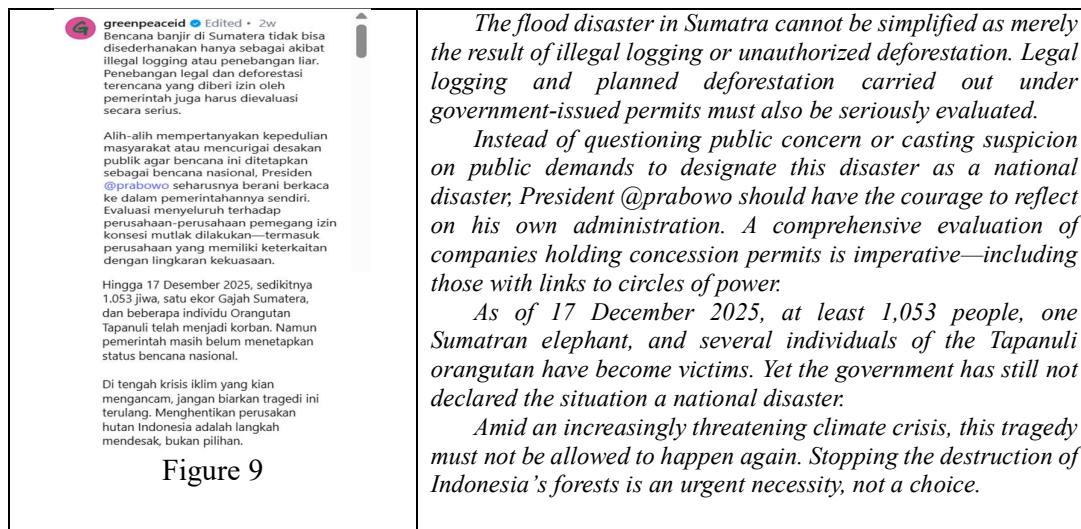 greenpeaceid Edited • 2w
Bencana banjir di Sumatera tidak bisa
disederhanakan hanya sebagai akibat
illegal logging atau penebangan liar.
Penebangan legal dan deforestasi
terencana yang diberi izin oleh
pemerintah juga harus dievaluasi
secara serius.
Alih-alih mempertanyakan kepedulian
masyarakat atau mencurigai desakan
publik agar bencana ini ditetapkan
sebagai bencana nasional, Presiden
@prabowo seharusnya berani berkaca
ke dalam pemerintahannya sendiri.
Evaluasi menyeluruh terhadap
perusahaan-perusahaan pemegang izin
konsesi mutlak dilakukan—termasuk
perusahaan yang memiliki keterkaitan
dengan lingkaran kekuasaan.
Hingga 17 Desember 2025, sedikitnya
1.053 jiwa, satu ekor Gajah Sumatera,
dan beberapa individu Orangutan
Tapanuli telah menjadi korban. Namun
pemerintah masih belum menetapkan
status bencana nasional.
Di tengah krisis iklim yang kian
mengancam, jangan biarkan tragedi ini
terulang. Menghentikan perusakan
hutan Indonesia adalah langkah
mendesak, bukan pilihan.
Figure 9
The flood disaster in Sumatra cannot be simplified as merely
the result of illegal logging or unauthorized deforestation. Legal
logging and planned deforestation carried out under
government-issued permits must also be seriously evaluated.
Instead of questioning public concern or casting suspicion
on public demands to designate this disaster as a national
disaster, President @prabowo should have the courage to reflect
on his own administration. A comprehensive evaluation of
companies holding concession permits is imperative—including
those with links to circles of power.
As of 17 December 2025, at least 1,053 people, one
Sumatran elephant, and several individuals of the Tapanuli
orangutan have become victims. Yet the government has still not
declared the situation a national disaster.
Amid an increasingly threatening climate crisis, this tragedy
must not be allowed to happen again. Stopping the destruction of
Indonesia’s forests is an urgent necessity, not a choice.